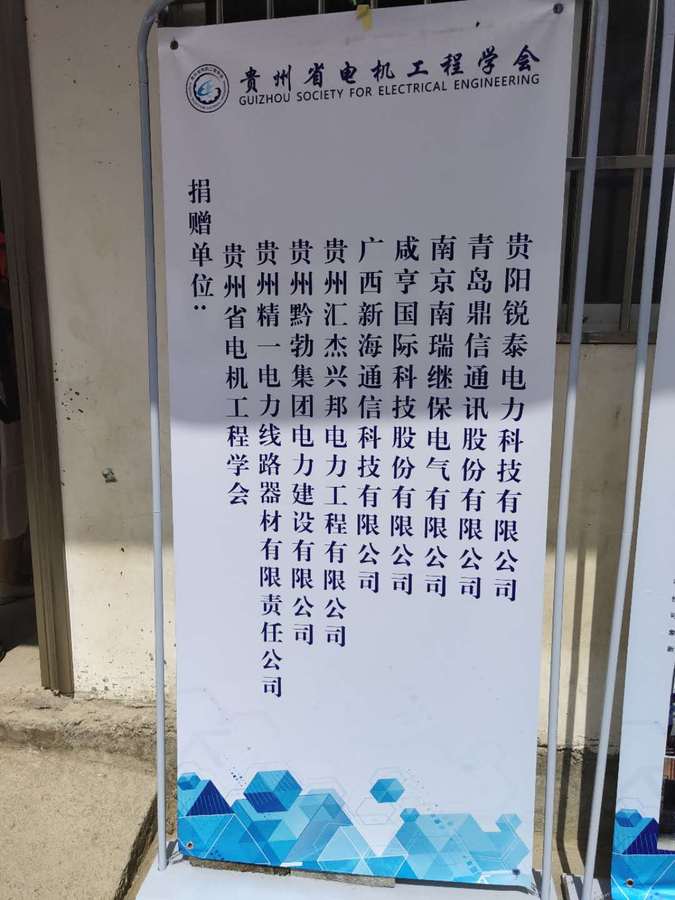 贵州省电机工程学会
GUIZHOU SOCIETY FOR ELECTRICAL ENGINEERING
捐赠单位：
贵州省电机工程学会
贵州精一电力线路器材有限责任公司
贵州黔勃集团电力建设有限公司
贵州汇杰兴邦电力工程有限公司
广西新海通信科技有限公司
咸亨国际科技股份有限公司
南京南瑞继保电气有限公司
青岛鼎信通讯股份有限公司
贵阳锐泰电力科技有限公司